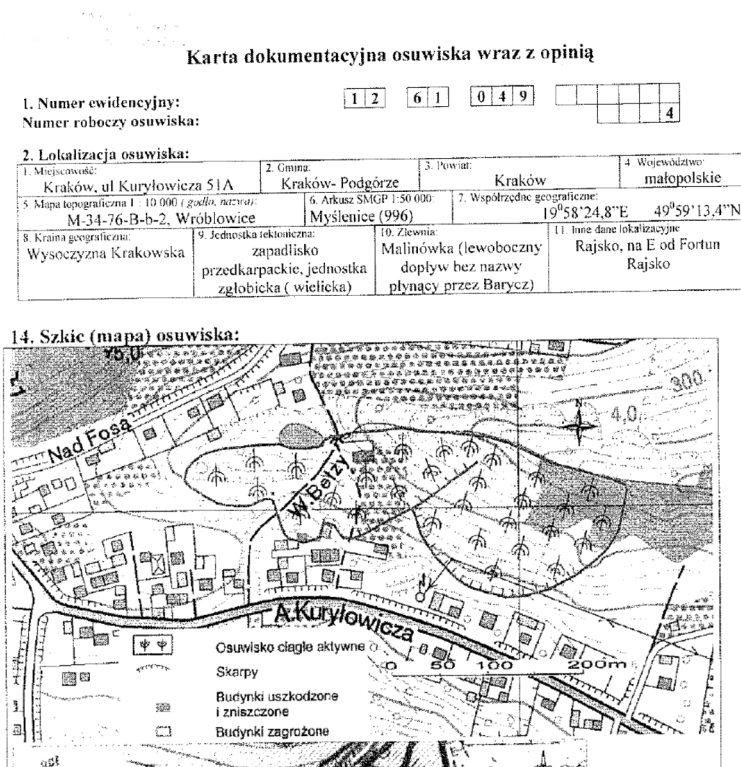 Karta dokumentacyjna osuwiska wraz z opinią
1. Numer ewidencyjny: 1 2 6 1 0 4 9
Numer roboczy osuwiska: 4
2. Lokalizacja osuwiska:
1. Miejscowość: 2. Gmina: 3. Powiat: 4 Województwo:
Kraków, ul Kuryłowicza 51A Kraków- Podgórze Kraków małopolskie
5 Mapa topograficzna 1 : 10 000 (godło, nazwa): 6. Arkusz SMGP 1:50 000: 7. Współrzędne geograficzne:
M-34-76-B-b-2, Wróblowice Myślenice (996) 19°58'24,8"E 49°59'13,4"N
8. Kraina geograficzna: 9. Jednostka tektoniczna: 10. Zlewnia: 11. Inne dane lokalizacyjne
Wysoczyzna Krakowska zapadlisko Malinówka (lewoboczny Rajsko, na E od Fortun
przedkarpackie, jednostka dopływ bez nazwy Rajsko
zgłobicka ( wielicka) płynący przez Barycz)
14. Szkic (mapa) osuwiska:
75,0
300
N
4,0
Nad Fosą
W. Betzy
A.Kuryłowicza
Osuwisko ciągle aktywne
0 50 100 200m
Skarpy
Budynki uszkodzone
i zniszczone
Budynki zagrożone